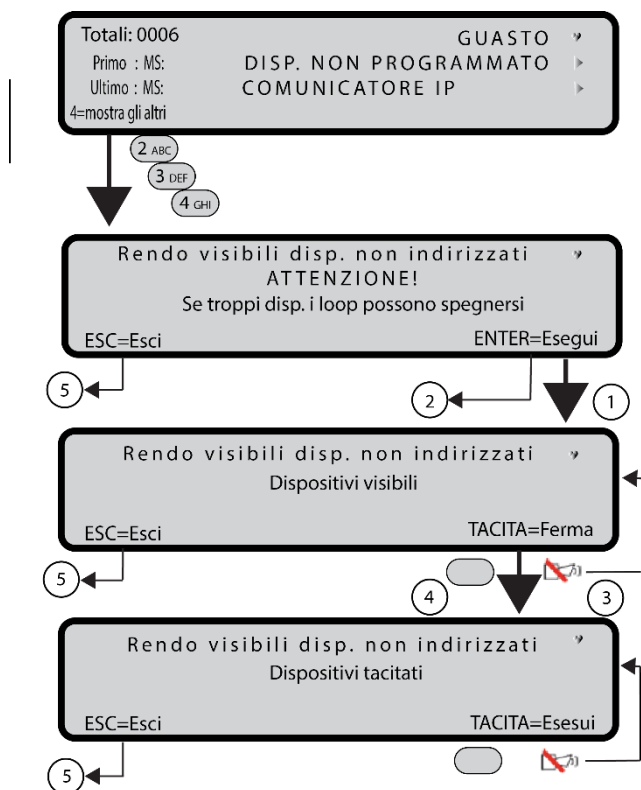 Totali: 0006 GUASTO
Primo : MS: DISP. NON PROGRAMMATO
Ultimo : MS: COMUNICATORE IP
4=mostra gli altri
2 ABC
3 DEF
4 GHI
Rendo visibili disp. non indirizzati
ATTENZIONE!
Se troppi disp. i loop possono spegnersi
ESC=Esci ENTER=Esegui
5 2 1
Rendo visibili disp. non indirizzati
Dispositivi visibili
ESC=Esci TACITA=Ferma
5 4 3
Rendo visibili disp. non indirizzati
Dispositivi tacitati
ESC=Esci TACITA=Esesui
5